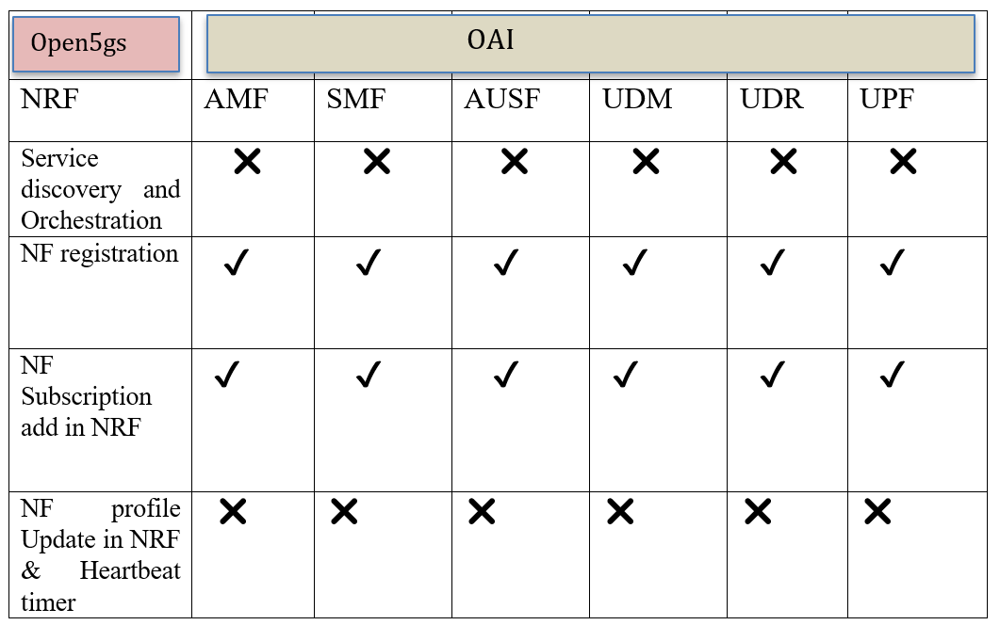 Open5gs OAI
NRF AMF SMF AUSF UDM UDR UPF
Service ✕ ✕ ✕ ✕ ✕ ✕
discovery and
Orchestration
NF registration ✓ ✓ ✓ ✓ ✓ ✓
NF ✓ ✓ ✓ ✓ ✓ ✓
Subscription
add in NRF
NF profile ✕ ✕ ✕ ✕ ✕ ✕
Update in NRF
& Heartbeat
timer